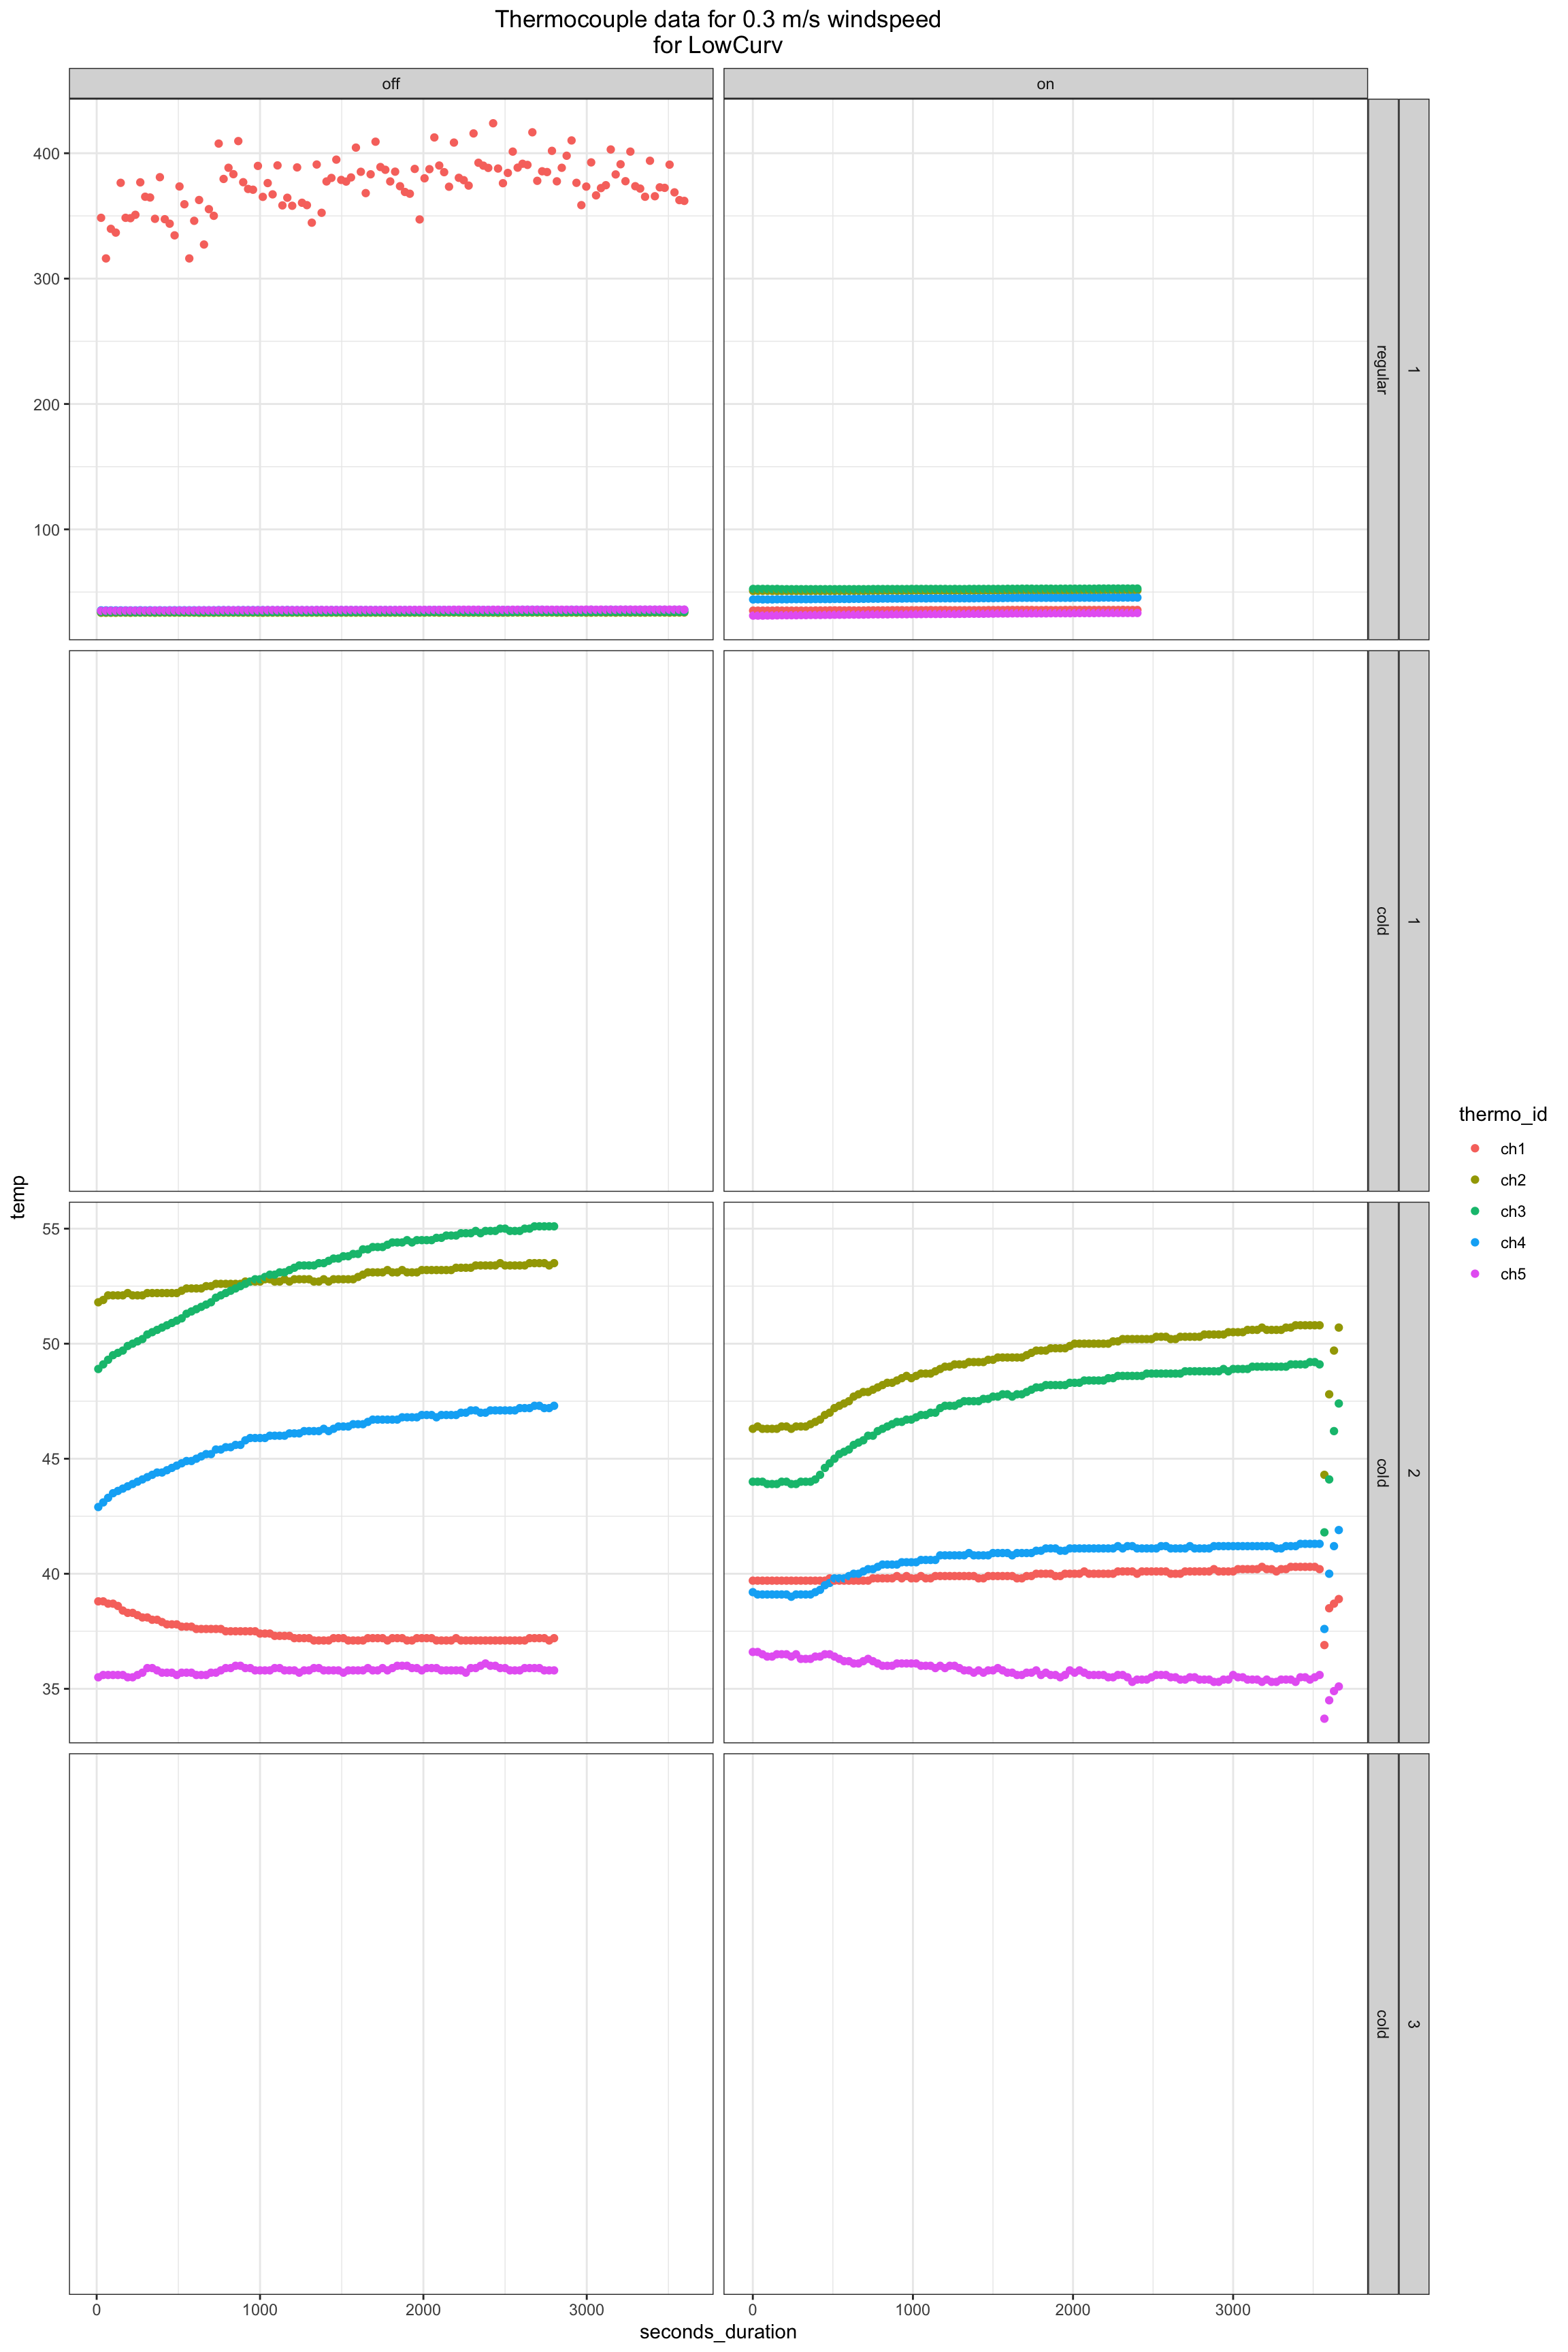 Thermocouple data for 0.3 m/s windspeed
for LowCurv
off
on
400
300
200
100
regular
1
cold
1
temp
55
50
45
40
35
cold
2
cold
3
0
1000
2000
3000
0
1000
2000
3000
seconds_duration
thermo_id
ch1
ch2
ch3
ch4
ch5